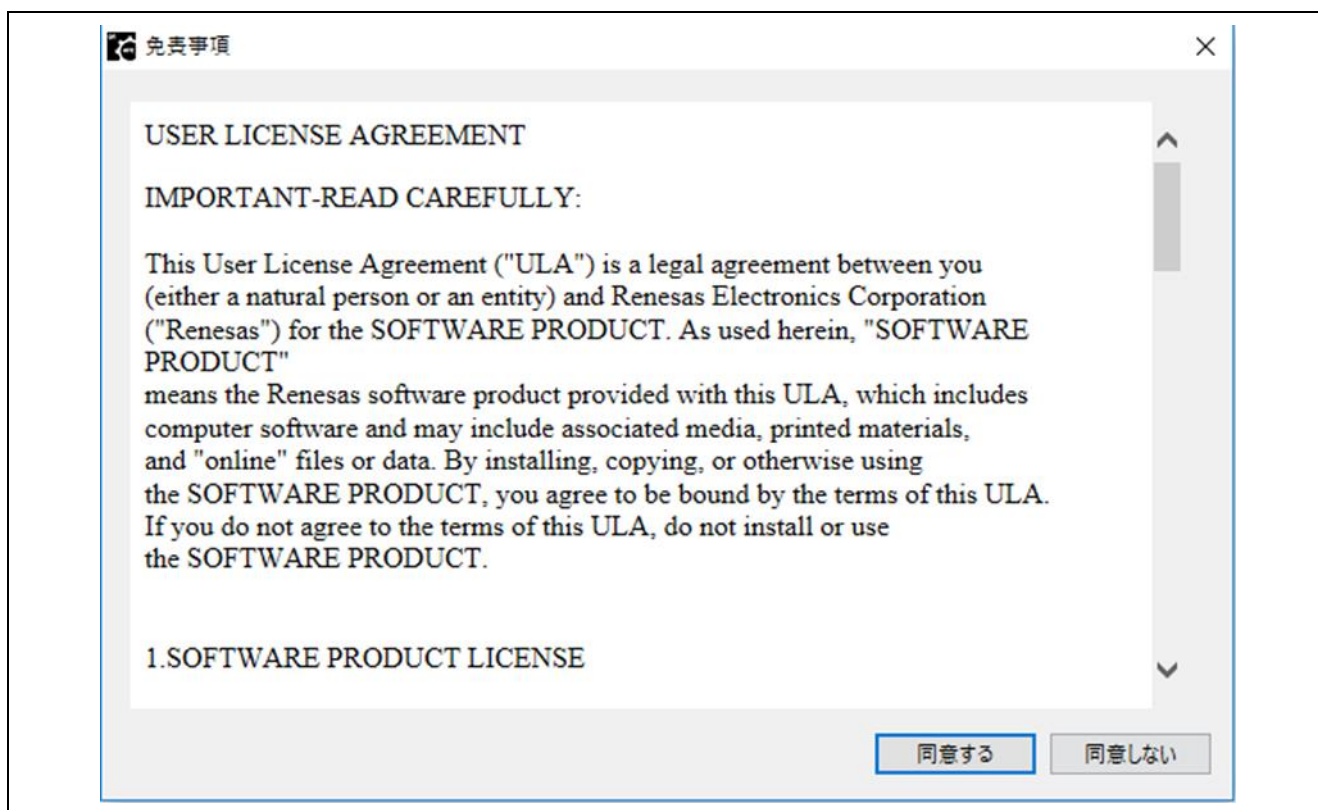 免責事項
USER LICENSE AGREEMENT
IMPORTANT-READ CAREFULLY:
This User License Agreement ("ULA") is a legal agreement between you
(either a natural person or an entity) and Renesas Electronics Corporation
("Renesas") for the SOFTWARE PRODUCT. As used herein, "SOFTWARE
PRODUCT"
means the Renesas software product provided with this ULA, which includes
computer software and may include associated media, printed materials,
and "online" files or data. By installing, copying, or otherwise using
the SOFTWARE PRODUCT, you agree to be bound by the terms of this ULA.
If you do not agree to the terms of this ULA, do not install or use
the SOFTWARE PRODUCT.
1.SOFTWARE PRODUCT LICENSE
同意する 同意しない